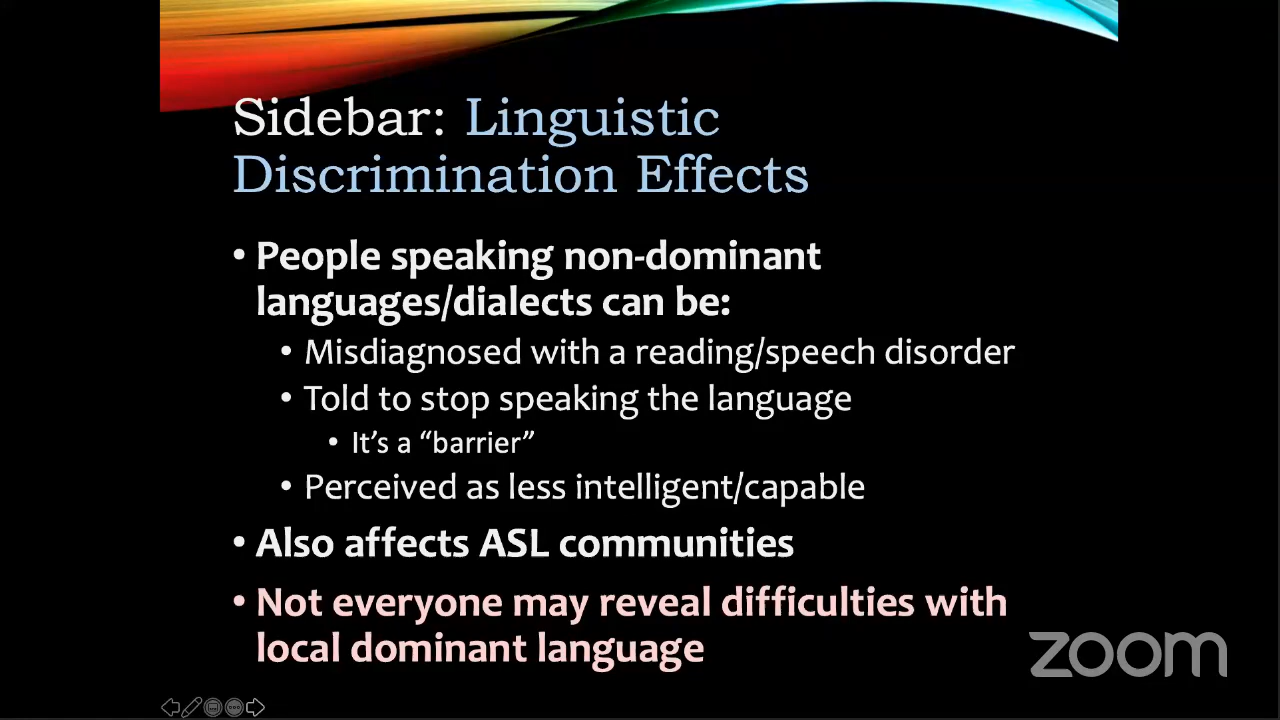 Sidebar: Linguistic
Discrimination Effects
• People speaking non-dominant
languages/dialects can be:
• Misdiagnosed with a reading/speech disorder
• Told to stop speaking the language
• It’s a “barrier”
• Perceived as less intelligent/capable
• Also affects ASL communities
• Not everyone may reveal difficulties with
local dominant language
zoom